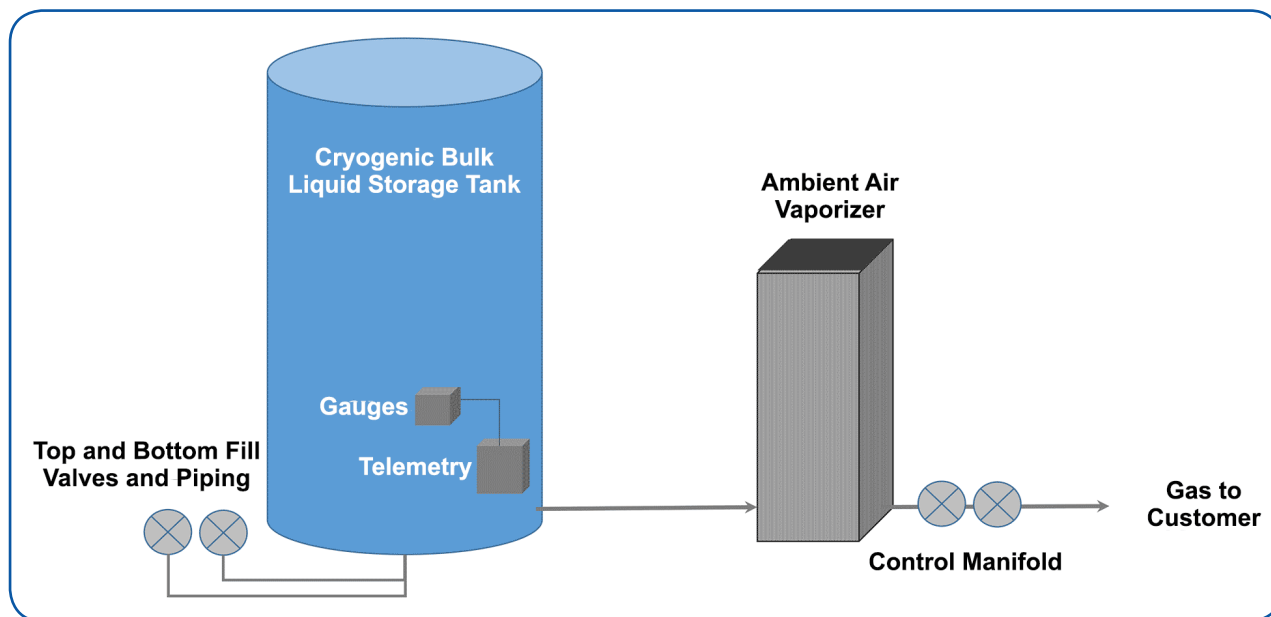 Cryogenic Bulk
Liquid Storage Tank
Ambient Air
Vaporizer
Gauges
Top and Bottom Fill
Valves and Piping
Telemetry
Gas to
Customer
Control Manifold